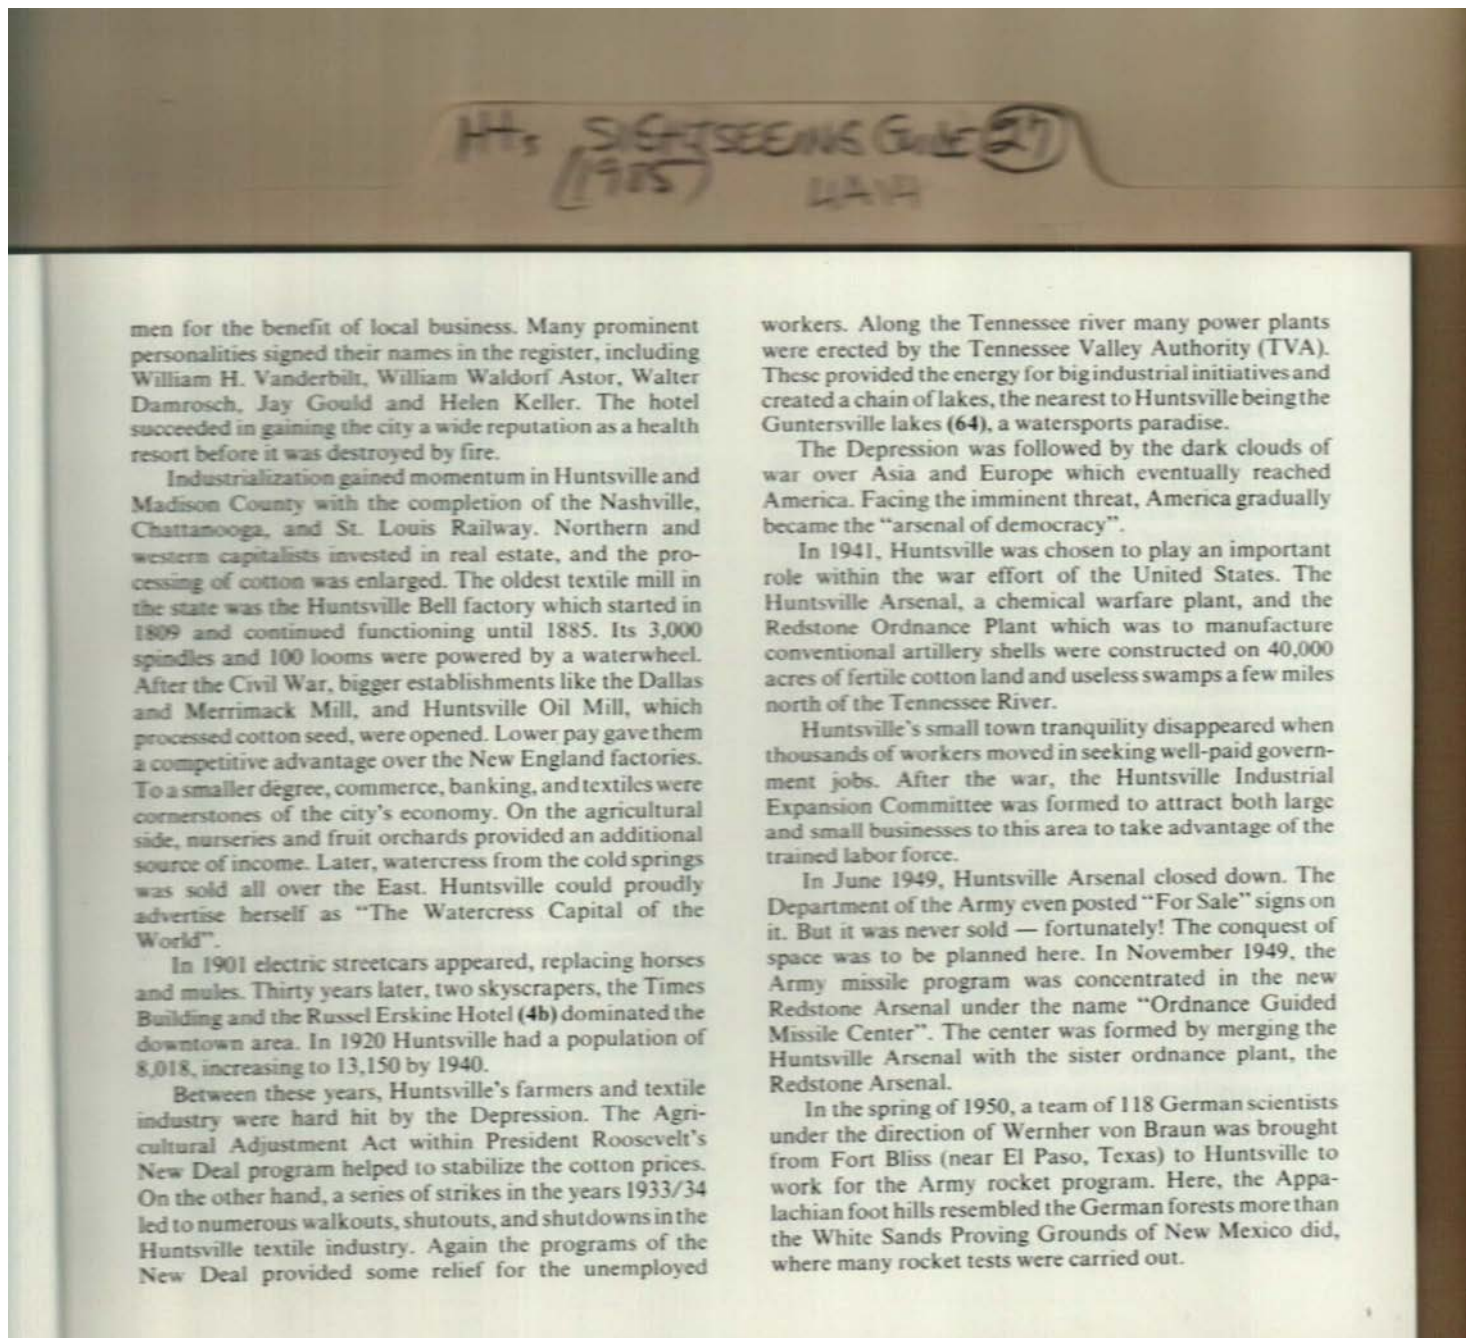 Hts SIGHTSEEING GUIDE 27
(1985)
men for the benefit of local business. Many prominent
personalities signed their names in the register, including
William H. Vanderbilt, William Waldorf Astor, Walter
Damrosch, Jay Gould and Helen Keller. The hotel
succeeded in gaining the city a wide reputation as a health
resort before it was destroyed by fire.
Industrialization gained momentum in Huntsville and
Madison County with the completion of the Nashville,
Chattanooga, and St. Louis Railway. Northern and
western capitalists invested in real estate, and the pro-
cessing of cotton was enlarged. The oldest textile mill in
the state was the Huntsville Bell factory which started in
1809 and continued functioning until 1885. Its 3,000
spindles and 100 looms were powered by a waterwheel.
After the Civil War, bigger establishments like the Dallas
and Merrimack Mill, and Huntsville Oil Mill, which
processed cotton seed, were opened. Lower pay gave them
a competitive advantage over the New England factories.
To a smaller degree, commerce, banking, and textiles were
cornerstones of the city's economy. On the agricultural
side, nurseries and fruit orchards provided an additional
source of income. Later, watercress from the cold springs
was sold all over the East. Huntsville could proudly
advertise herself as "The Watercress Capital of the
World".
In 1901 electric streetcars appeared, replacing horses
and mules. Thirty years later, two skyscrapers, the Times
Building and the Russel Erskine Hotel (4b) dominated the
downtown area. In 1920 Huntsville had a population of
8,018, increasing to 13,150 by 1940.
Between these years, Huntsville's farmers and textile
industry were hard hit by the Depression. The Agri-
cultural Adjustment Act within President Roosevelt's
New Deal program helped to stabilize the cotton prices.
On the other hand, a series of strikes in the years 1933/34
led to numerous walkouts, shutouts, and shutdowns in the
Huntsville textile industry. Again the programs of the
New Deal provided some relief for the unemployed
workers. Along the Tennessee river many power plants
were erected by the Tennessee Valley Authority (TVA).
These provided the energy for big industrial initiatives and
created a chain of lakes, the nearest to Huntsville being the
Guntersville lakes (64), a watersports paradise.
The Depression was followed by the dark clouds of
war over Asia and Europe which eventually reached
America. Facing the imminent threat, America gradually
became the "arsenal of democracy".
In 1941, Huntsville was chosen to play an important
role within the war effort of the United States. The
Huntsville Arsenal, a chemical warfare plant, and the
Redstone Ordnance Plant which was to manufacture
conventional artillery shells were constructed on 40,000
acres of fertile cotton land and useless swamps a few miles
north of the Tennessee River.
Huntsville's small town tranquility disappeared when
thousands of workers moved in seeking well-paid govern-
ment jobs. After the war, the Huntsville Industrial
Expansion Committee was formed to attract both large
and small businesses to this area to take advantage of the
trained labor force.
In June 1949, Huntsville Arsenal closed down. The
Department of the Army even posted "For Sale" signs on
it. But it was never sold — fortunately! The conquest of
space was to be planned here. In November 1949, the
Army missile program was concentrated in the new
Redstone Arsenal under the name "Ordnance Guided
Missile Center". The center was formed by merging the
Huntsville Arsenal with the sister ordnance plant, the
Redstone Arsenal.
In the spring of 1950, a team of 118 German scientists
under the direction of Wernher von Braun was brought
from Fort Bliss (near El Paso, Texas) to Huntsville to
work for the Army rocket program. Here, the Appa-
lachian foot hills resembled the German forests more than
the White Sands Proving Grounds of New Mexico did,
where many rocket tests were carried out.